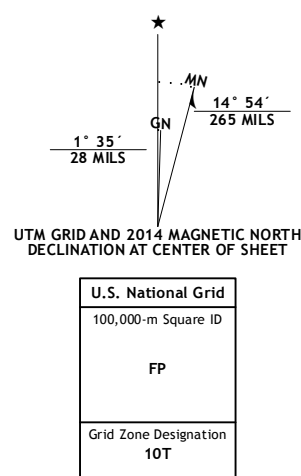 ★
MN
GN
14° 54´
265 MILS
1° 35´
28 MILS
UTM GRID AND 2014 MAGNETIC NORTH
DECLINATION AT CENTER OF SHEET
U.S. National Grid
100,000-m Square ID
FP
Grid Zone Designation
10T